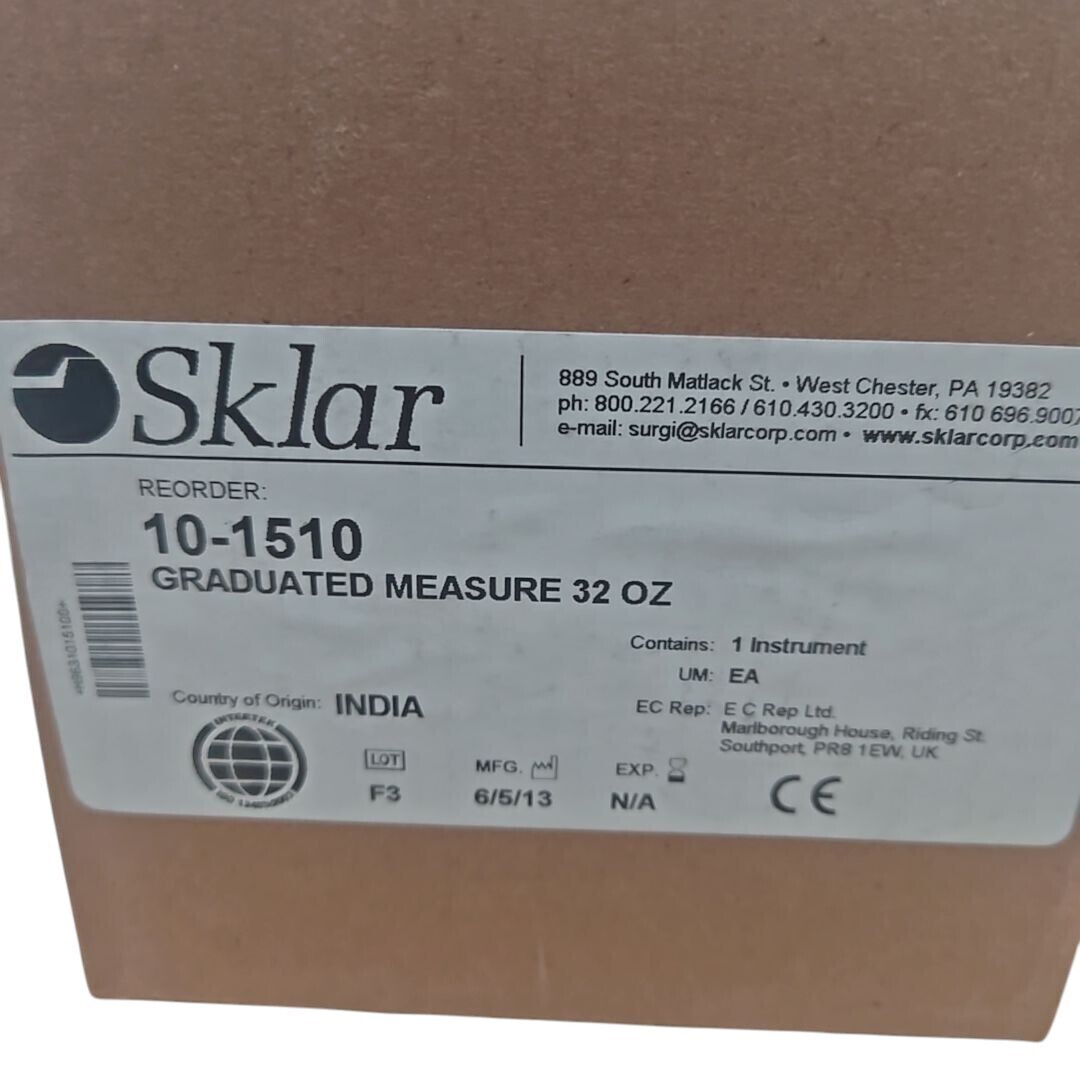 Sklar
889 South Matlack St. • West Chester, PA 19382
ph: 800.221.2166 / 610.430.3200 • fx: 610 696.9007
e-mail: surgi@sklarcorp.com • www.sklarcorp.com
REORDER:
10-1510
GRADUATED MEASURE 32 OZ
Contains: 1 Instrument
UM: EA
Country of Origin: INDIA
EC Rep: E C Rep Ltd.
Marlborough House, Riding St.
Southport, PR8 1EW, UK
INTERTEK
LOT
F3
MFG.
6/5/13
EXP.
N/A
CE